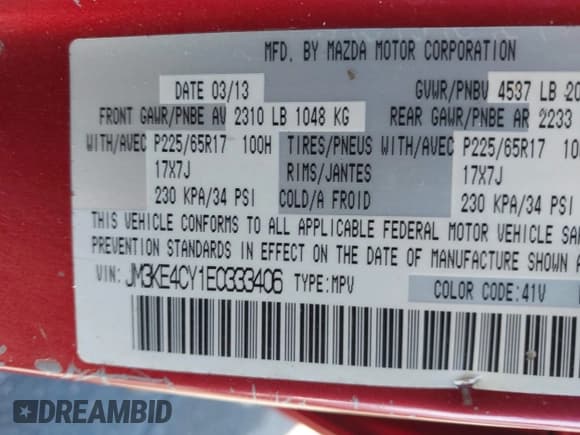 MFD. BY MAZDA MOTOR CORPORATION
DATE 03/13 GVWR/PNBV 4537 LB
FRONT GAWR/PNBE AV 2310 LB 1048 KG REAR GAWR/PNBE AR 2233
WITH/AVEC P225/65R17 100H TIRES/PNEUS WITH/AVEC P225/65R17
17X7J RIMS/JANTES 17X7J
230 KPA/34 PSI COLD/A FROID 230 KPA/34 PSI
THIS VEHICLE CONFORMS TO ALL APPLICABLE FEDERAL MOTOR VEHICLE
PREVENTION STANDARDS IN EFFECT ON THE DATE OF MANUFACTURE SHOWN
VIN: JM3KE4CY1E0333406 TYPE:MPV COLOR CODE:41V
DREAMBID